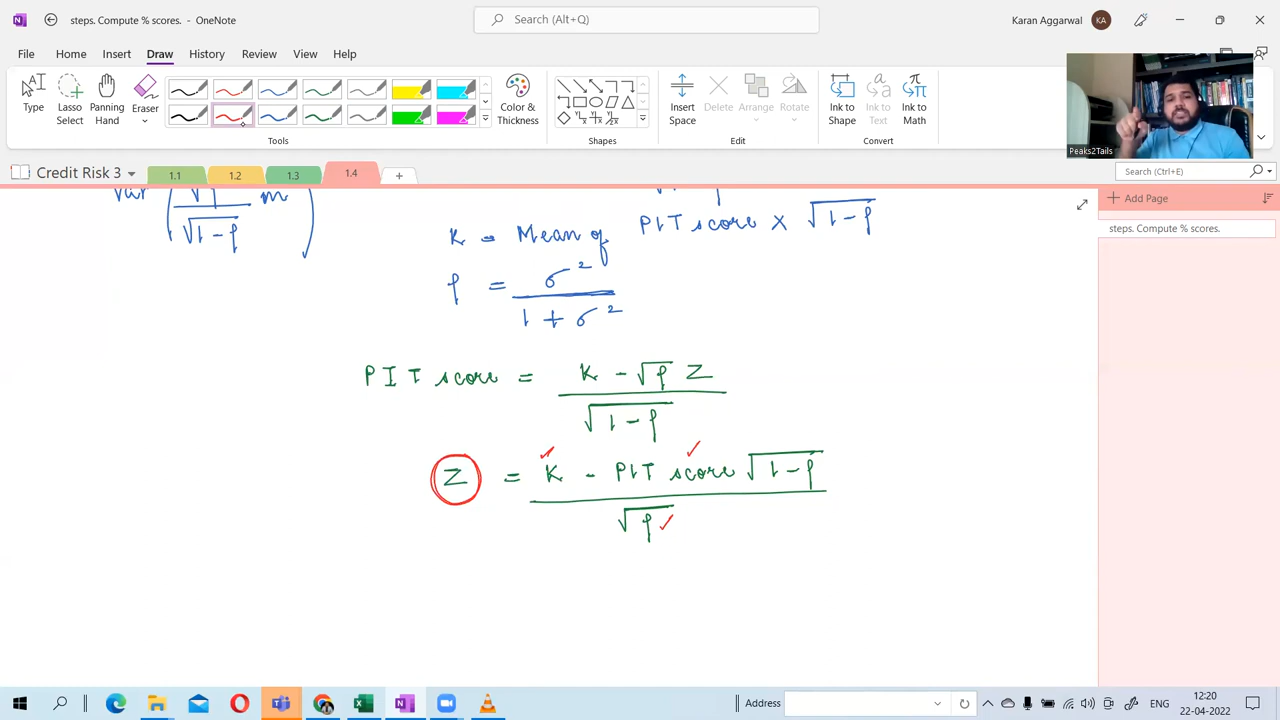 steps. Compute % scores. - OneNote
Search (Alt+Q)
Karan Aggarwal
KA
File Home Insert Draw History Review View Help
Type
Lasso Select
Panning Hand
Eraser
Color & Thickness
Insert Space
Delete
Arrange
Rotate
Ink to Shape
Ink to Text
Ink to Math
Tools
Shapes
Edit
Convert
Peaks2Tails
Credit Risk 3
1.1
1.2
1.3
1.4
Search (Ctrl+E)
Add Page
steps. Compute % scores.
Var (√ρ / √1-ρ m)
K = Mean of PIT score × √1-ρ
ρ = σ² / 1 + σ²
PIT score = K - √ρ Z / √1-ρ
Z = K - PIT score √1-ρ / √ρ
Address
ENG
12:20
22-04-2022